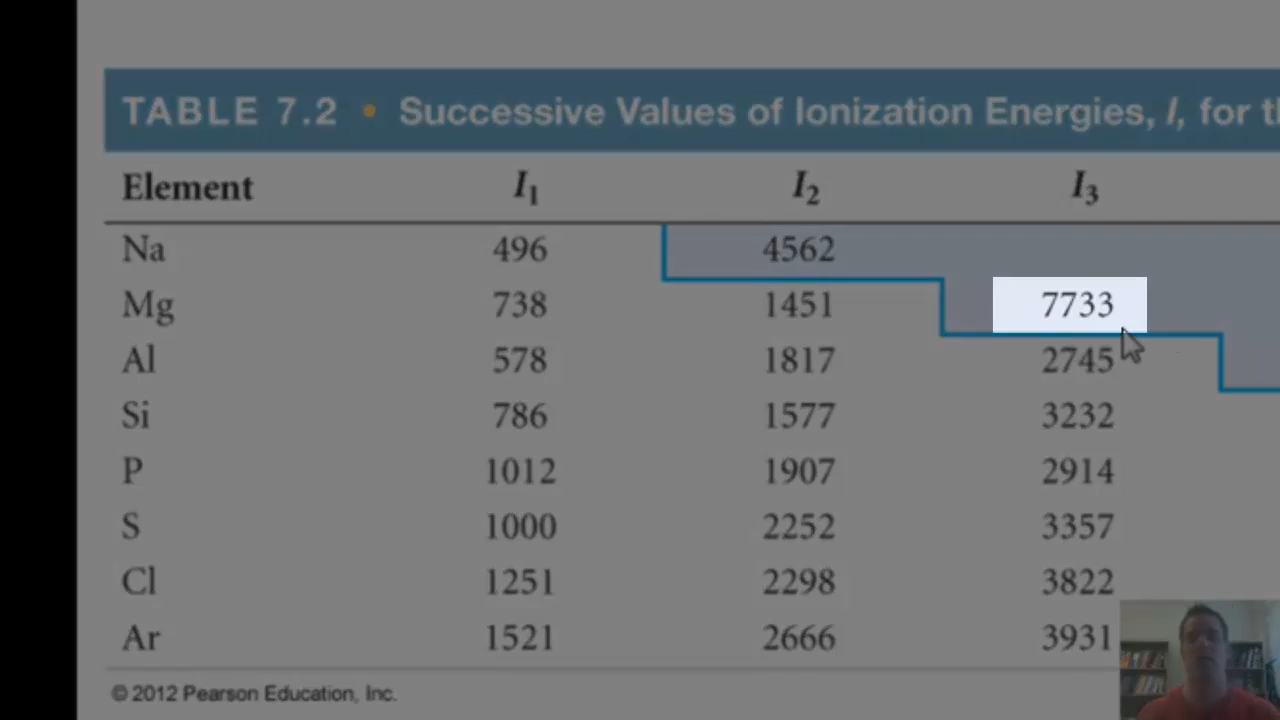 TABLE 7.2 • Successive Values of Ionization Energies, I, for
Element I₁ I₂ I₃
Na 496 4562
Mg 738 1451 7733
Al 578 1817 2745
Si 786 1577 3232
P 1012 1907 2914
S 1000 2252 3357
Cl 1251 2298 3822
Ar 1521 2666 3931
© 2012 Pearson Education, Inc.